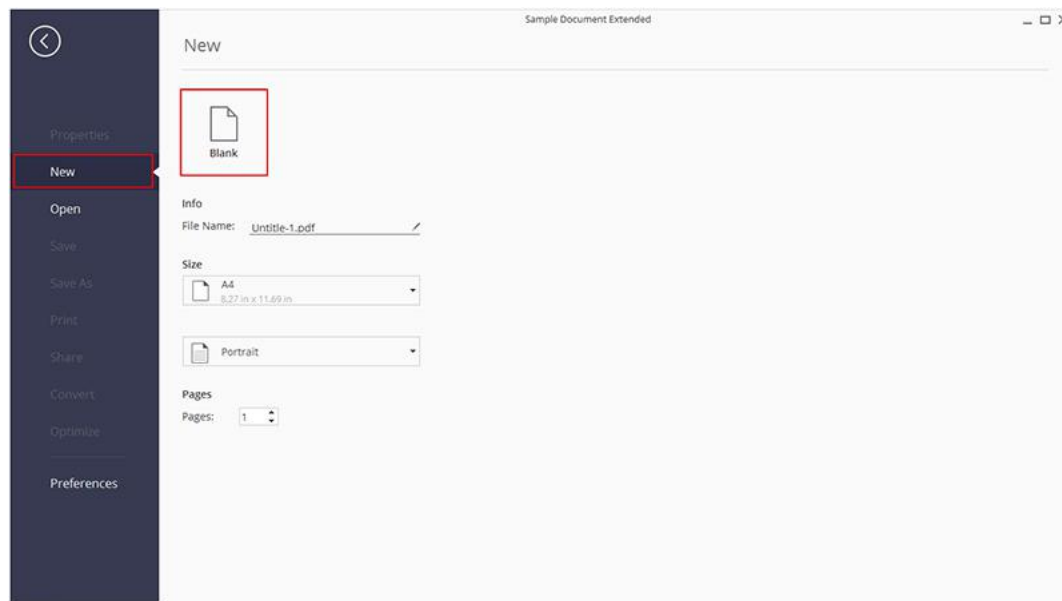 Sample Document Extended
New
Properties
New
Open
Save
Save As
Print
Share
Convert
Optimize
Preferences
Blank
Info
File Name: Untitle-1.pdf
Size
A4
8.27 in x 11.69 in
Portrait
Pages
Pages: 1